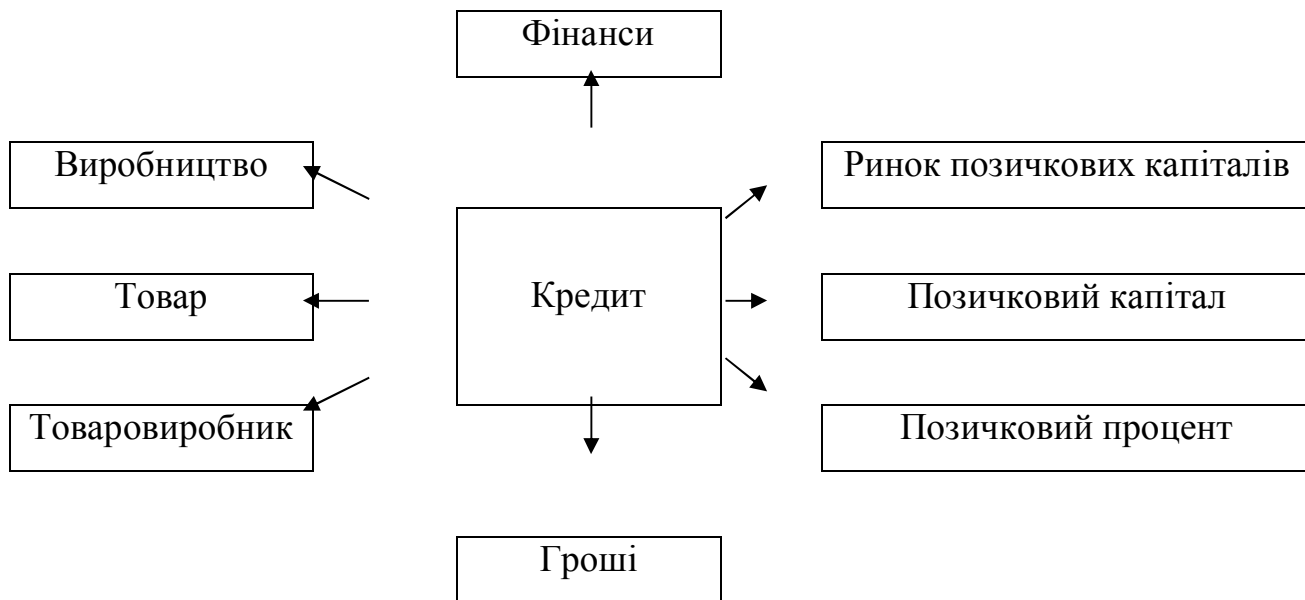 Фінанси
Виробництво
Ринок позичкових капіталів
Товар
Кредит
Позичковий капітал
Товаровиробник
Позичковий процент
Гроші